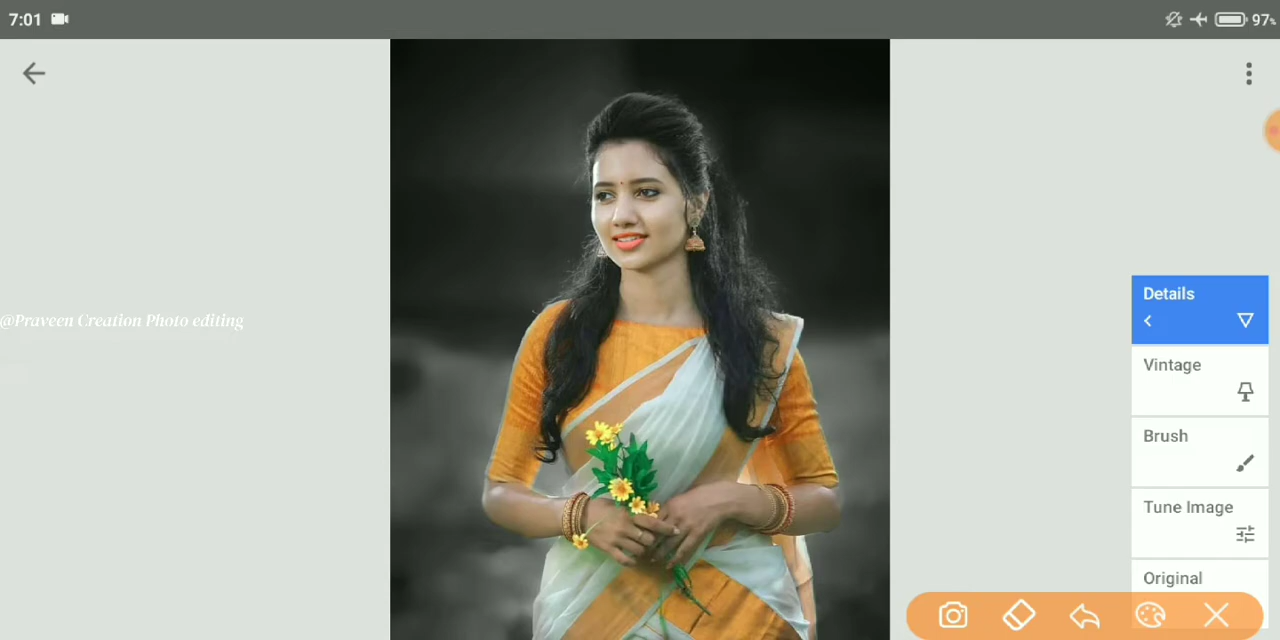 7:01
97%
@Praveen Creation Photo editing
Details
Vintage
Brush
Tune Image
Original